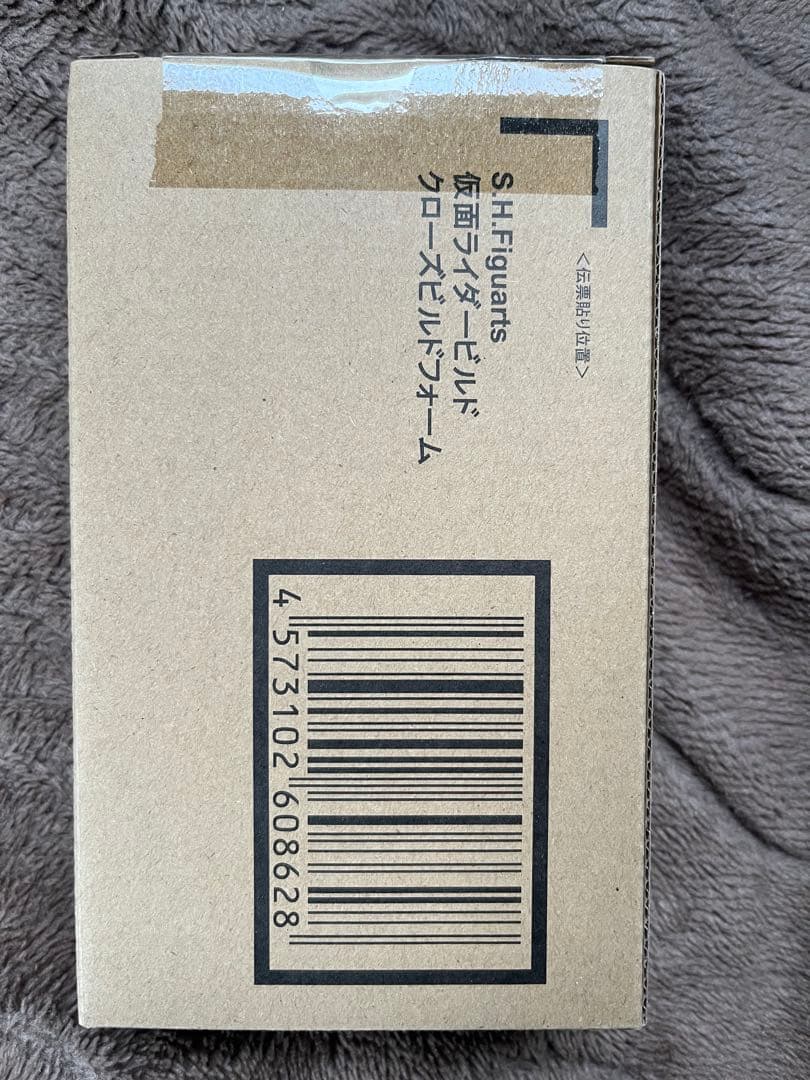 <伝票貼り位置>
S.H.Figuarts
仮面ライダービルド
クローズビルドフォーム
4 573102 608628